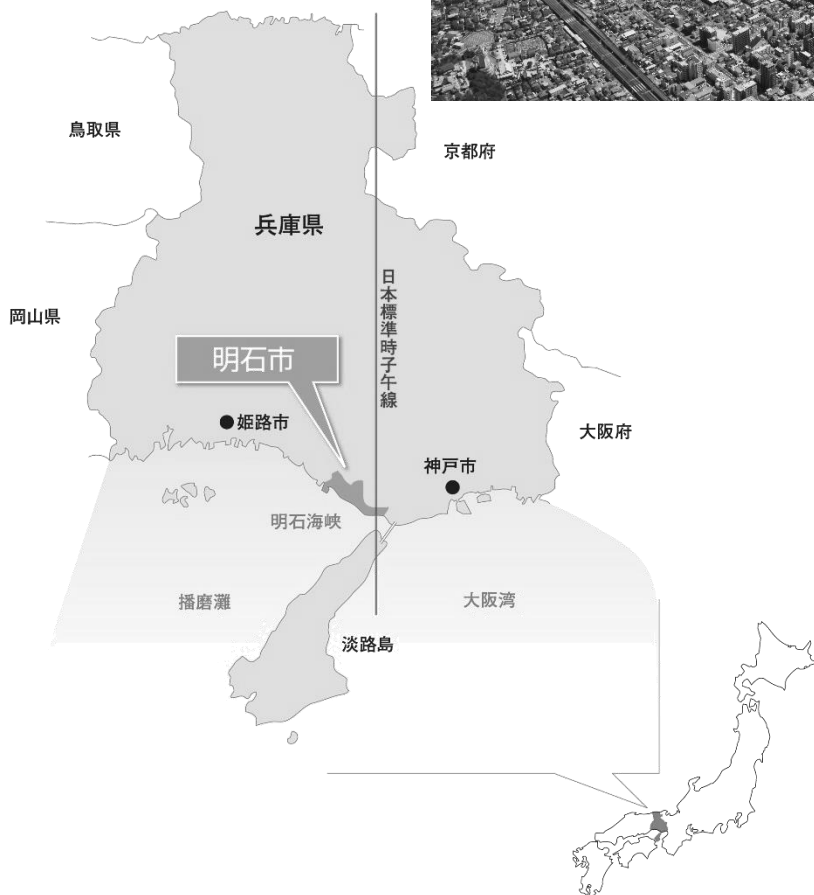 鳥取県
京都府
兵庫県
日本標準時子午線
岡山県
明石市
姫路市
大阪府
神戸市
明石海峡
播磨灘
大阪湾
淡路島